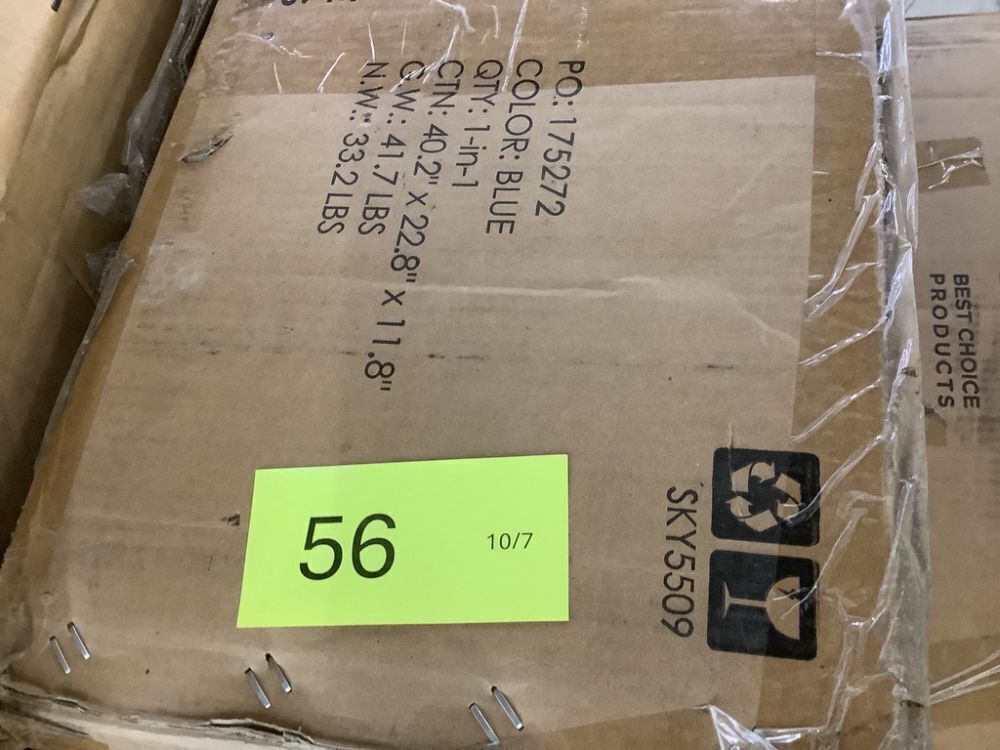 PO: 175272
COLOR: BLUE
QTY: 1-in-1
CTN: 40.2" X 22.8" X 11.8"
G.W.: 41.7 LBS
N.W.: 33.2 LBS
SKY5509
56
10/7
BEST CHOICE
PRODUCTS